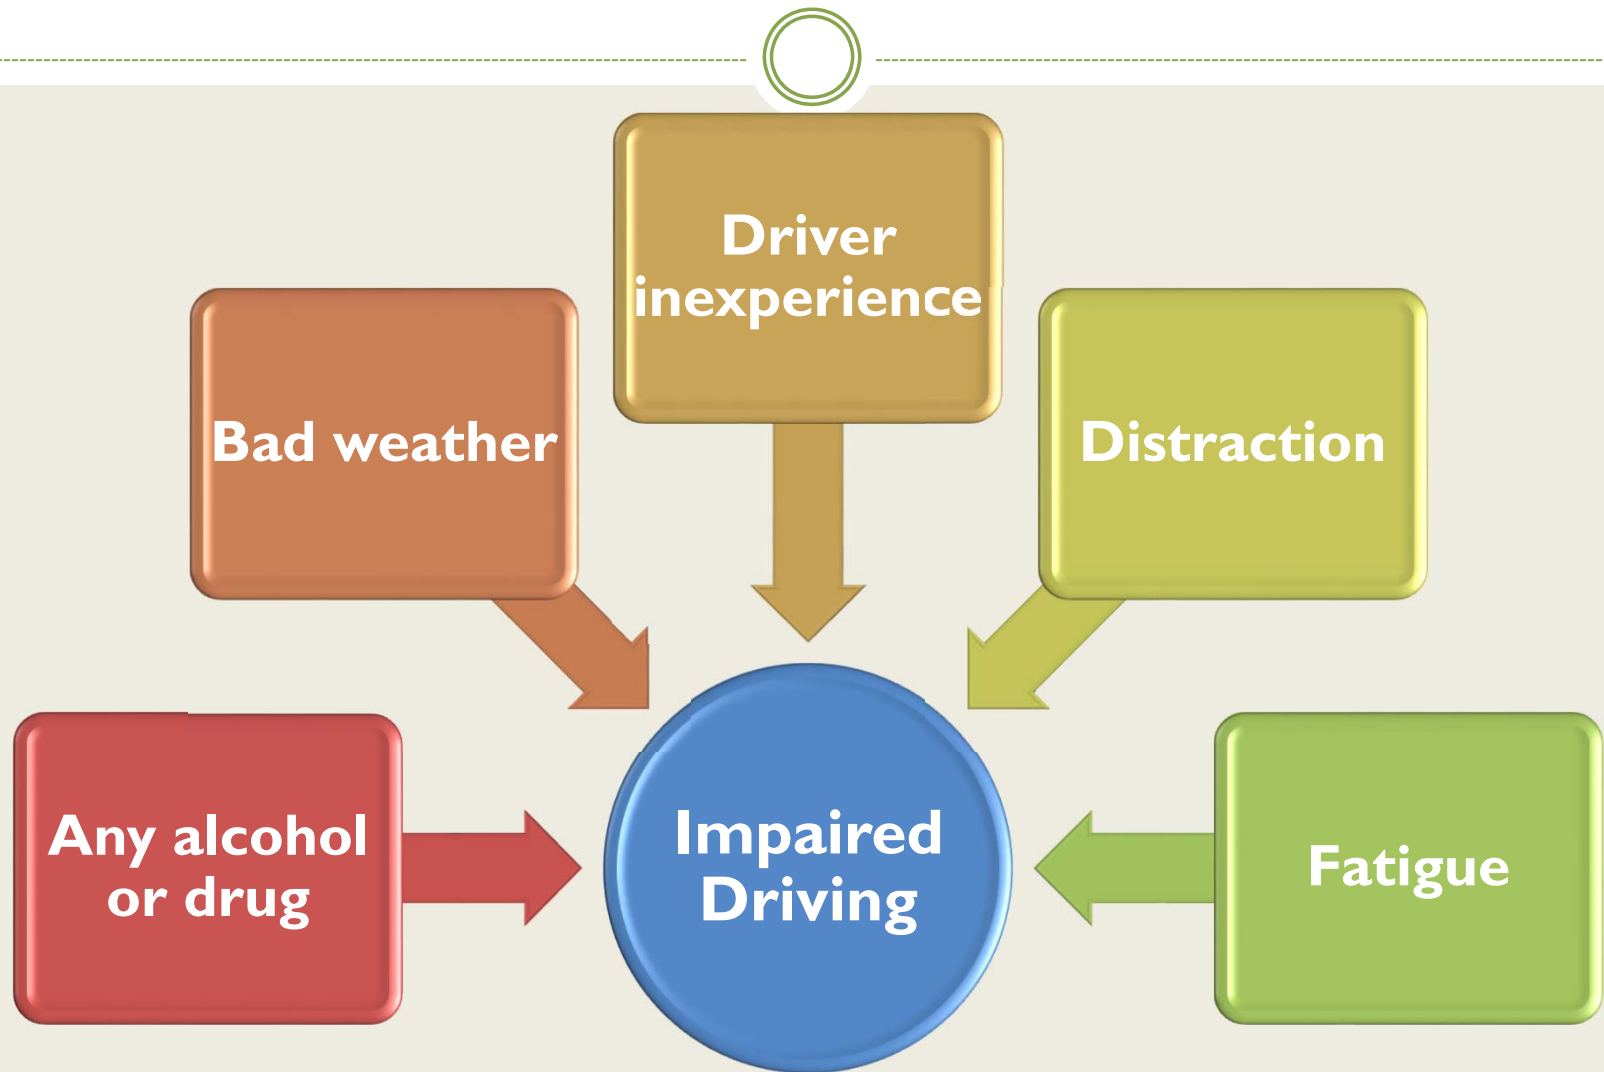 Driver
inexperience
Bad weather
Distraction
Any alcohol
or drug
Impaired
Driving
Fatigue